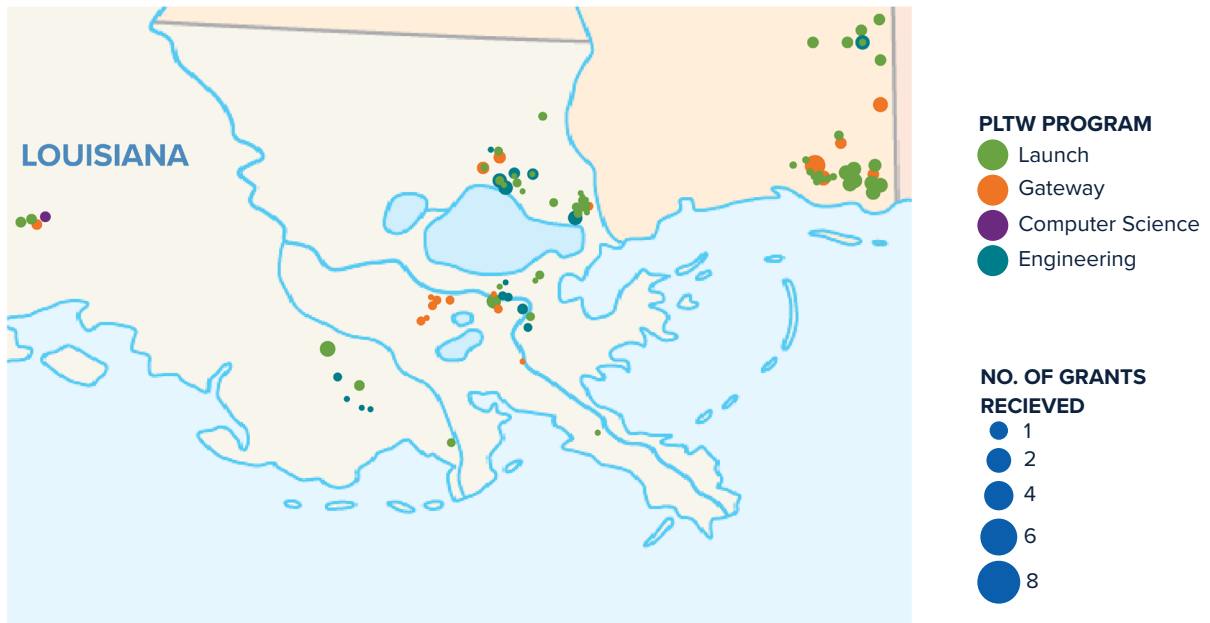 LOUISIANA
PLTW PROGRAM
Launch
Gateway
Computer Science
Engineering
NO. OF GRANTS
RECIEVED
1
2
4
6
8